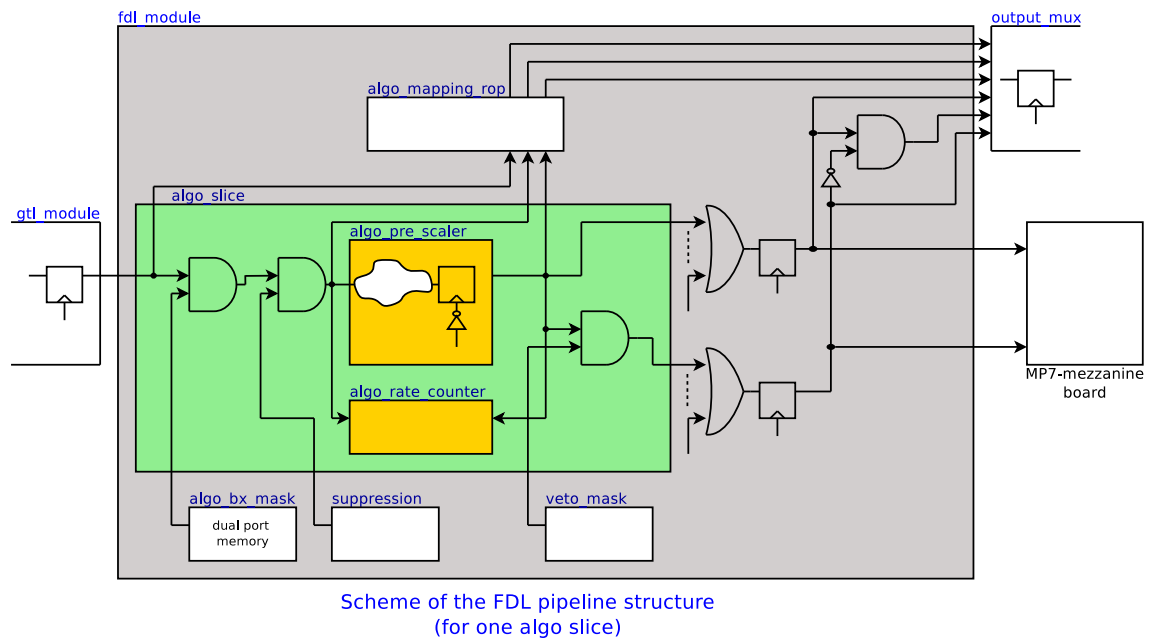 fdl_module
output_mux
algo_mapping_rop
algo_slice
gtl_module
algo_pre_scaler
MP7-mezzanine
board
algo_rate_counter
algo_bx_mask
suppression
veto_mask
dual port
memory
Scheme of the FDL pipeline structure
(for one algo slice)